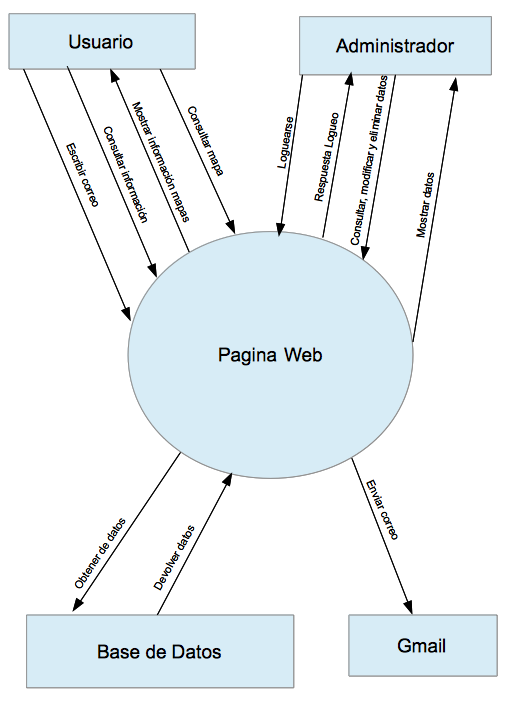 Usuario
Administrador
Escribir correo
Consultar información
Mostrar información mapas
Consultar mapa
Loguearse
Respuesta Logueo
Consultar, modificar y eliminar datos
Mostrar datos
Pagina Web
Obtener de datos
Devolver datos
Enviar correo
Base de Datos
Gmail